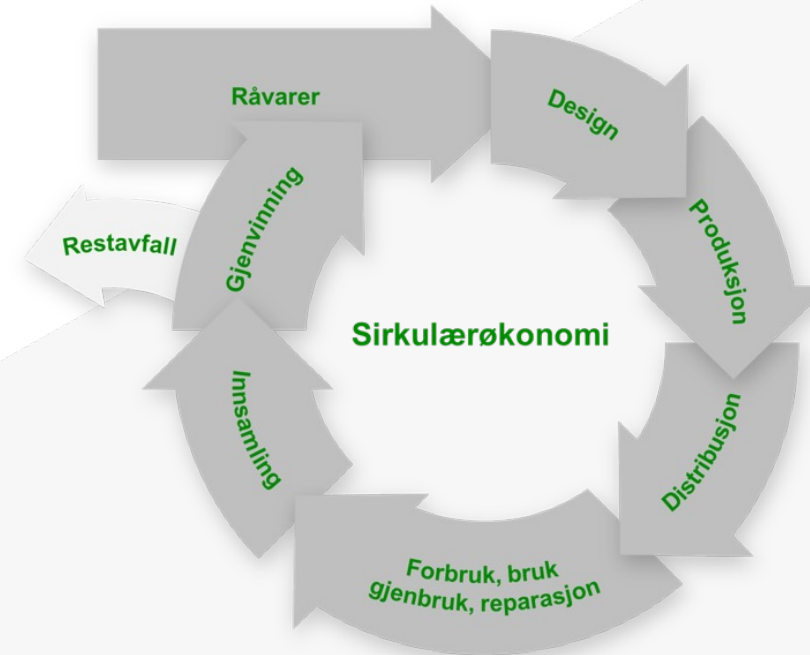 Råvarer
Design
Produksjon
Distribusjon
Forbruk, bruk
gjenbruk, reparasjon
Innsamling
Gjenvinning
Restavfall
Sirkulærøkonomi